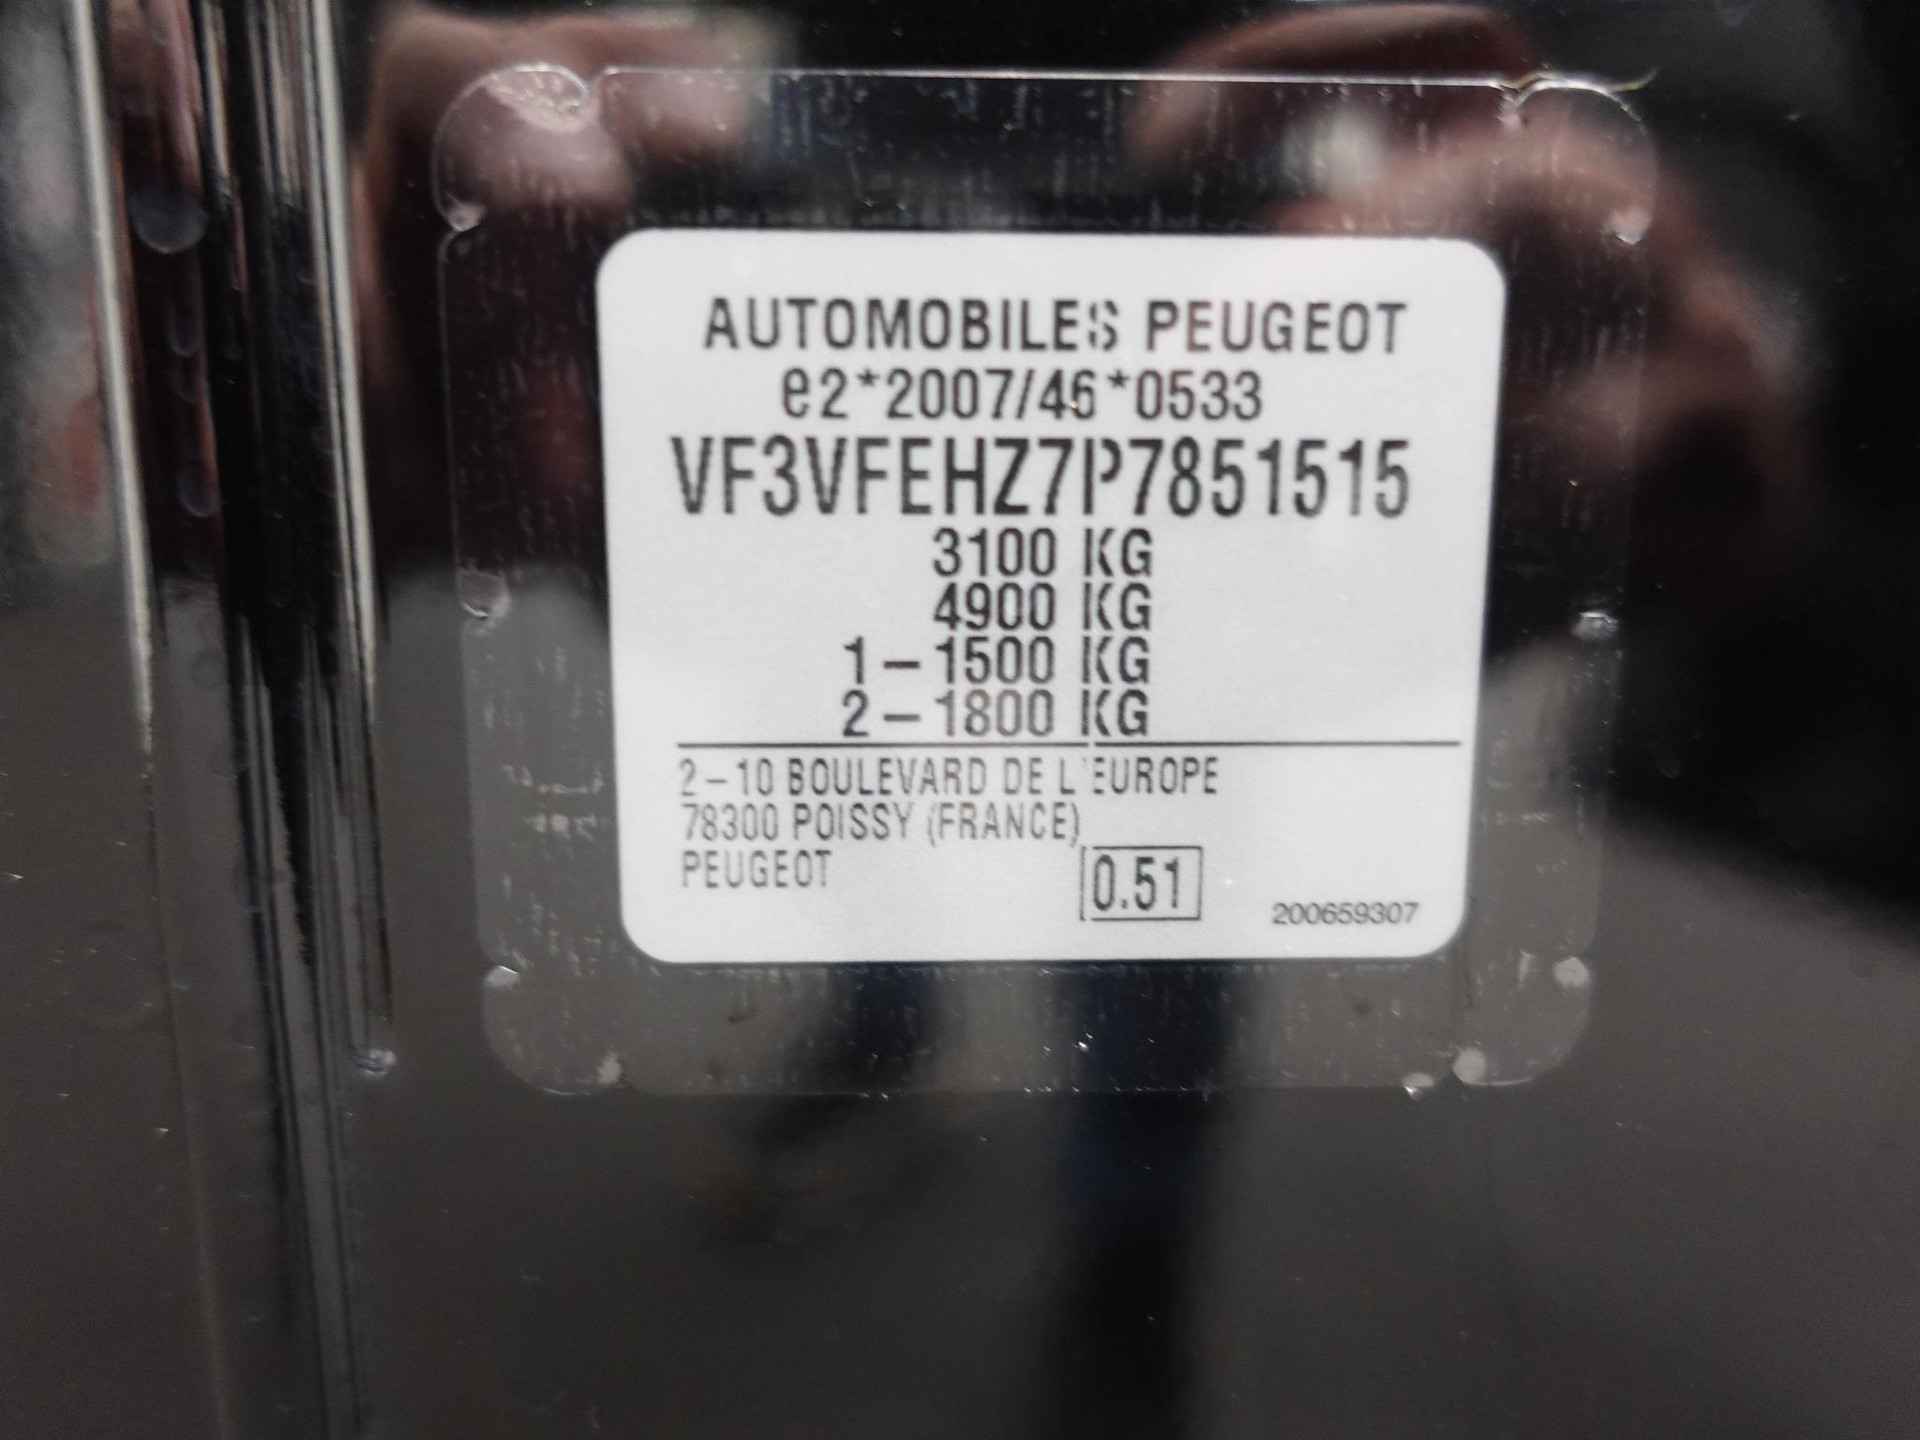 AUTOMOBILES PEUGEOT
e2*2007/46*0533
VF3VFEHZ7P7851515
3100 KG
4900 KG
1-1500 KG
2-1800 KG
2-10 BOULEVARD DE L'EUROPE
78300 POISSY (FRANCE)
PEUGEOT
0.51
200659307